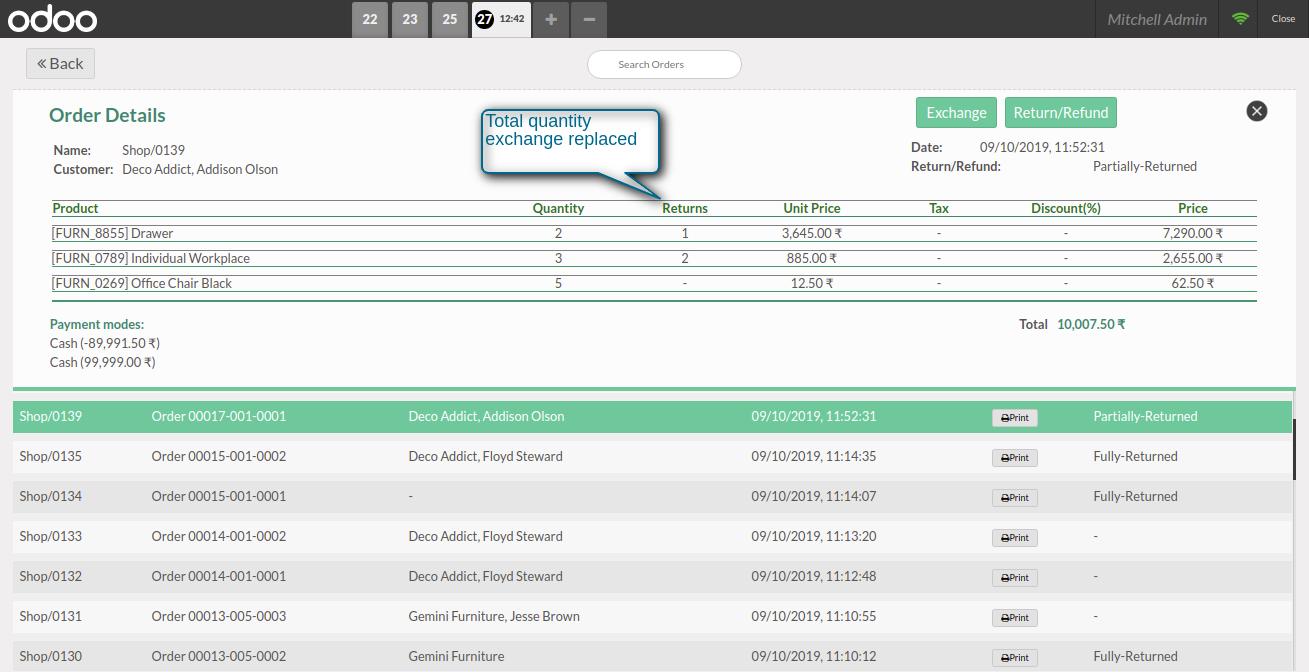 odoo 22 23 25 27 12:42 + − Mitchell Admin Close
« Back Search Orders
Order Details Exchange Return/Refund
Total quantity
exchange replaced
Name: Shop/0139 Date: 09/10/2019, 11:52:31
Customer: Deco Addict, Addison Olson Return/Refund: Partially-Returned
Product Quantity Returns Unit Price Tax Discount(%) Price
[FURN_8855] Drawer 2 1 3,645.00 ₹ - - 7,290.00 ₹
[FURN_0789] Individual Workplace 3 2 885.00 ₹ - - 2,655.00 ₹
[FURN_0269] Office Chair Black 5 - 12.50 ₹ - - 62.50 ₹
Payment modes: Total 10,007.50 ₹
Cash (-89,991.50 ₹)
Cash (99,999.00 ₹)
Shop/0139 Order 00017-001-0001 Deco Addict, Addison Olson 09/10/2019, 11:52:31 Print Partially-Returned
Shop/0135 Order 00015-001-0002 Deco Addict, Floyd Steward 09/10/2019, 11:14:35 Print Fully-Returned
Shop/0134 Order 00015-001-0001 - 09/10/2019, 11:14:07 Print Fully-Returned
Shop/0133 Order 00014-001-0002 Deco Addict, Floyd Steward 09/10/2019, 11:13:20 Print -
Shop/0132 Order 00014-001-0001 Deco Addict, Floyd Steward 09/10/2019, 11:12:48 Print -
Shop/0131 Order 00013-005-0003 Gemini Furniture, Jesse Brown 09/10/2019, 11:10:55 Print -
Shop/0130 Order 00013-005-0002 Gemini Furniture 09/10/2019, 11:10:12 Print Fully-Returned